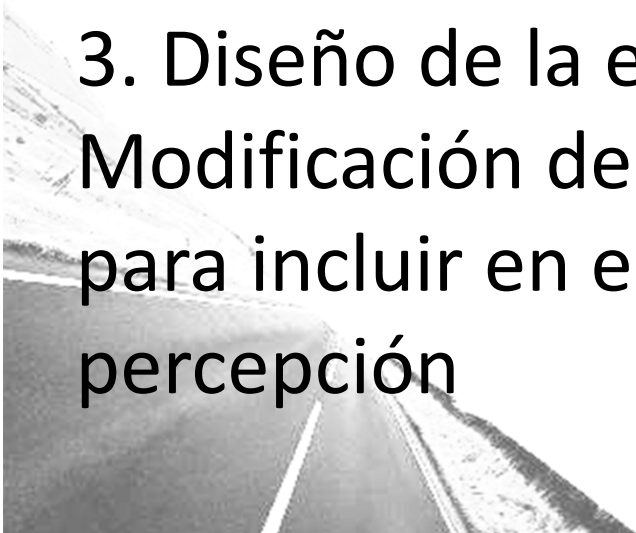 3. Diseño de la e
Modificación de
para incluir en e
percepción